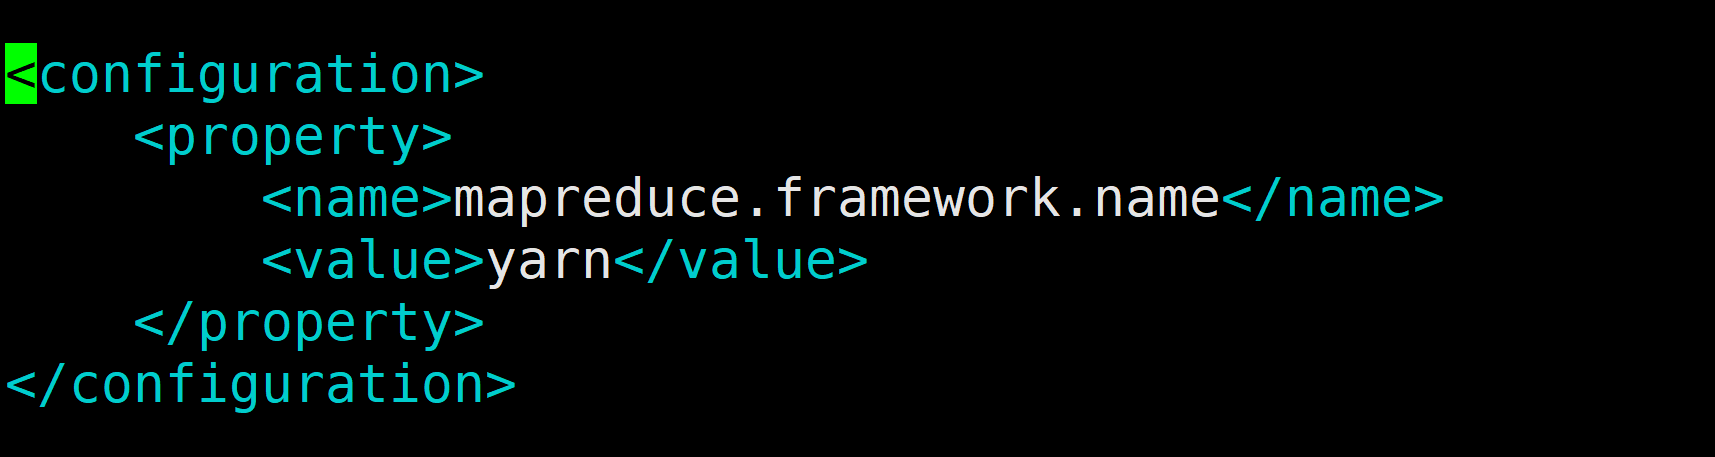 <configuration>
    <property>
        <name>mapreduce.framework.name</name>
        <value>yarn</value>
    </property>
</configuration>